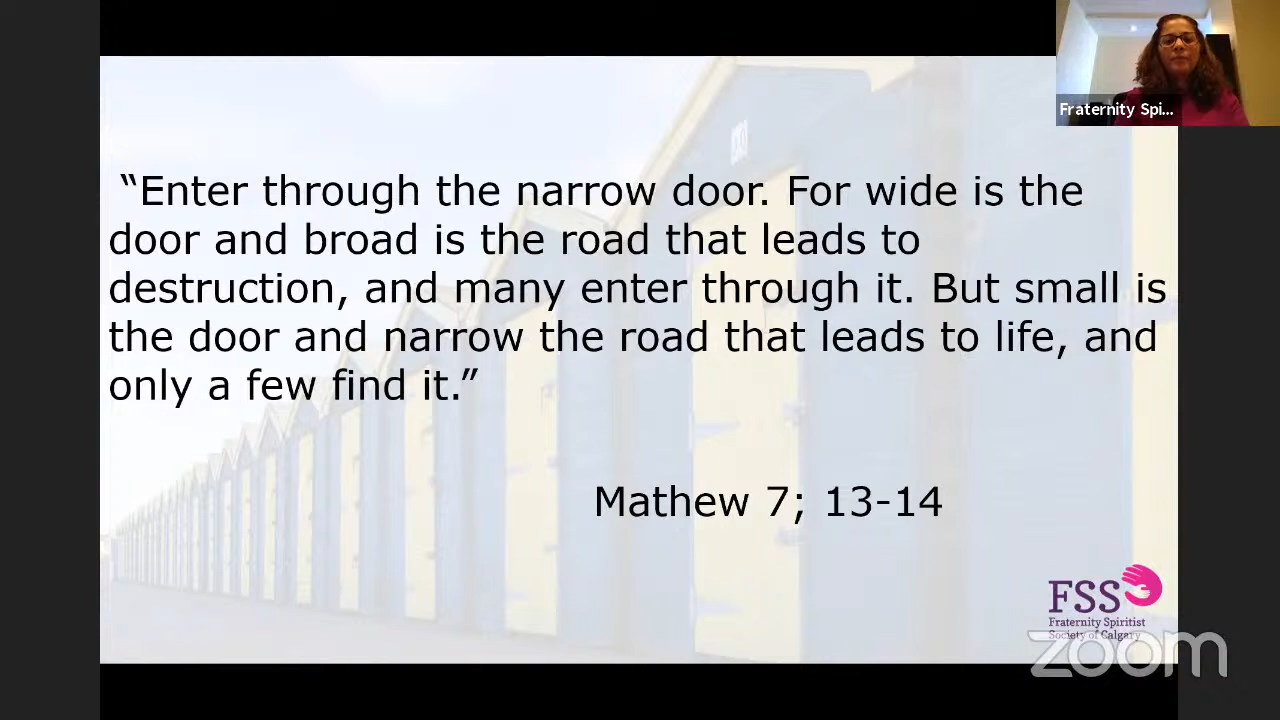 Fraternity Spi...
“Enter through the narrow door. For wide is the
door and broad is the road that leads to
destruction, and many enter through it. But small is
the door and narrow the road that leads to life, and
only a few find it.”
Mathew 7; 13-14
FSS
Fraternity Spiritist
Society of Calgary
zoom